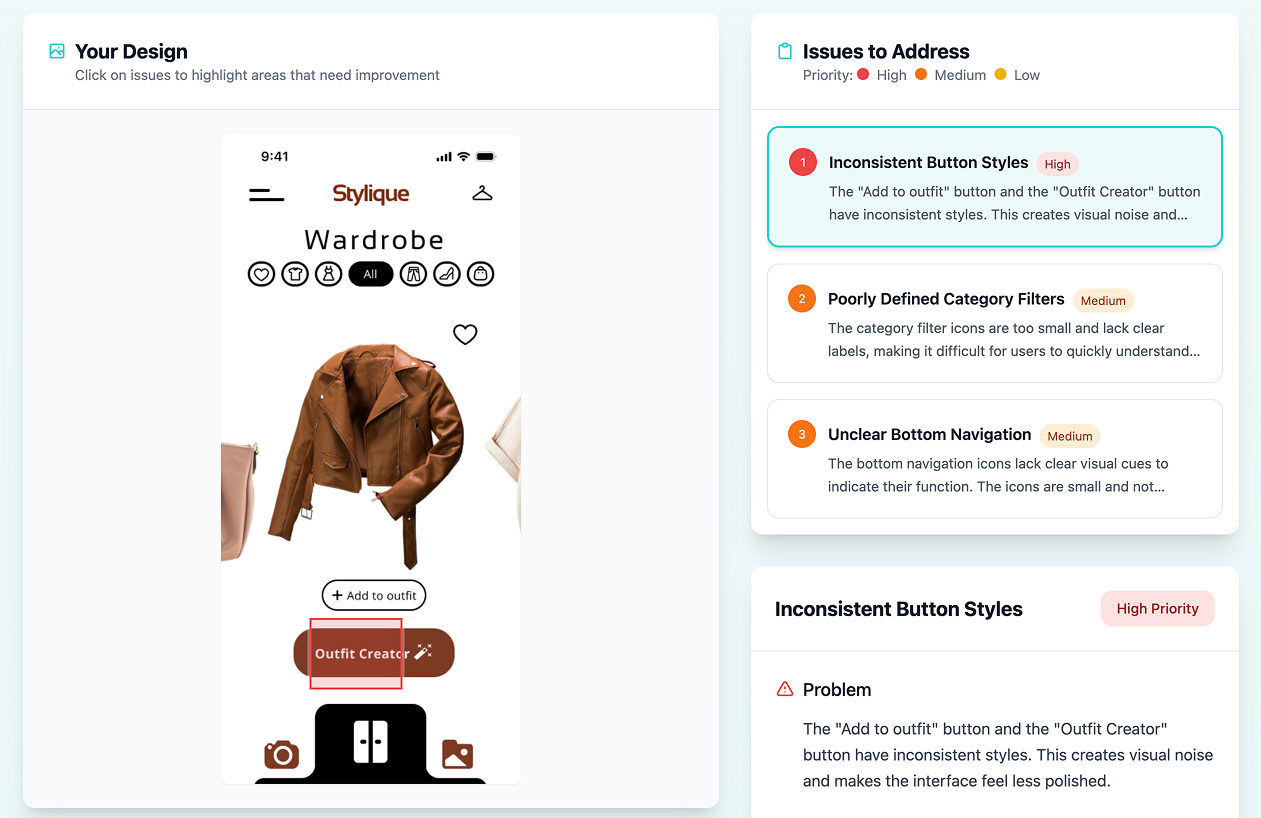 Your Design
Click on issues to highlight areas that need improvement
9:41
Stylique
Wardrobe
All
+ Add to outfit
Outfit Creator
Issues to Address
Priority: High Medium Low
1 Inconsistent Button Styles High
The "Add to outfit" button and the "Outfit Creator" button
have inconsistent styles. This creates visual noise and...
2 Poorly Defined Category Filters Medium
The category filter icons are too small and lack clear
labels, making it difficult for users to quickly understand...
3 Unclear Bottom Navigation Medium
The bottom navigation icons lack clear visual cues to
indicate their function. The icons are small and not...
Inconsistent Button Styles High Priority
Problem
The "Add to outfit" button and the "Outfit Creator"
button have inconsistent styles. This creates visual noise
and makes the interface feel less polished.